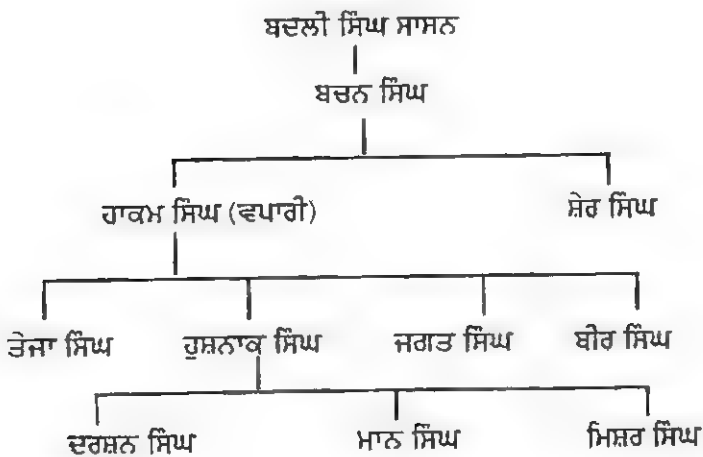 ਬਦਲੀ ਸਿੰਘ ਸਾਸਨ
ਬਚਨ ਸਿੰਘ
ਹਾਕਮ ਸਿੰਘ (ਵਪਾਰੀ) ਸ਼ੇਰ ਸਿੰਘ
ਤੇਜਾ ਸਿੰਘ ਹੁਸ਼ਨਾਕ ਸਿੰਘ ਜਗਤ ਸਿੰਘ ਬੀਰ ਸਿੰਘ
ਦਰਸ਼ਨ ਸਿੰਘ ਮਾਨ ਸਿੰਘ ਮਿਸ਼ਰ ਸਿੰਘ